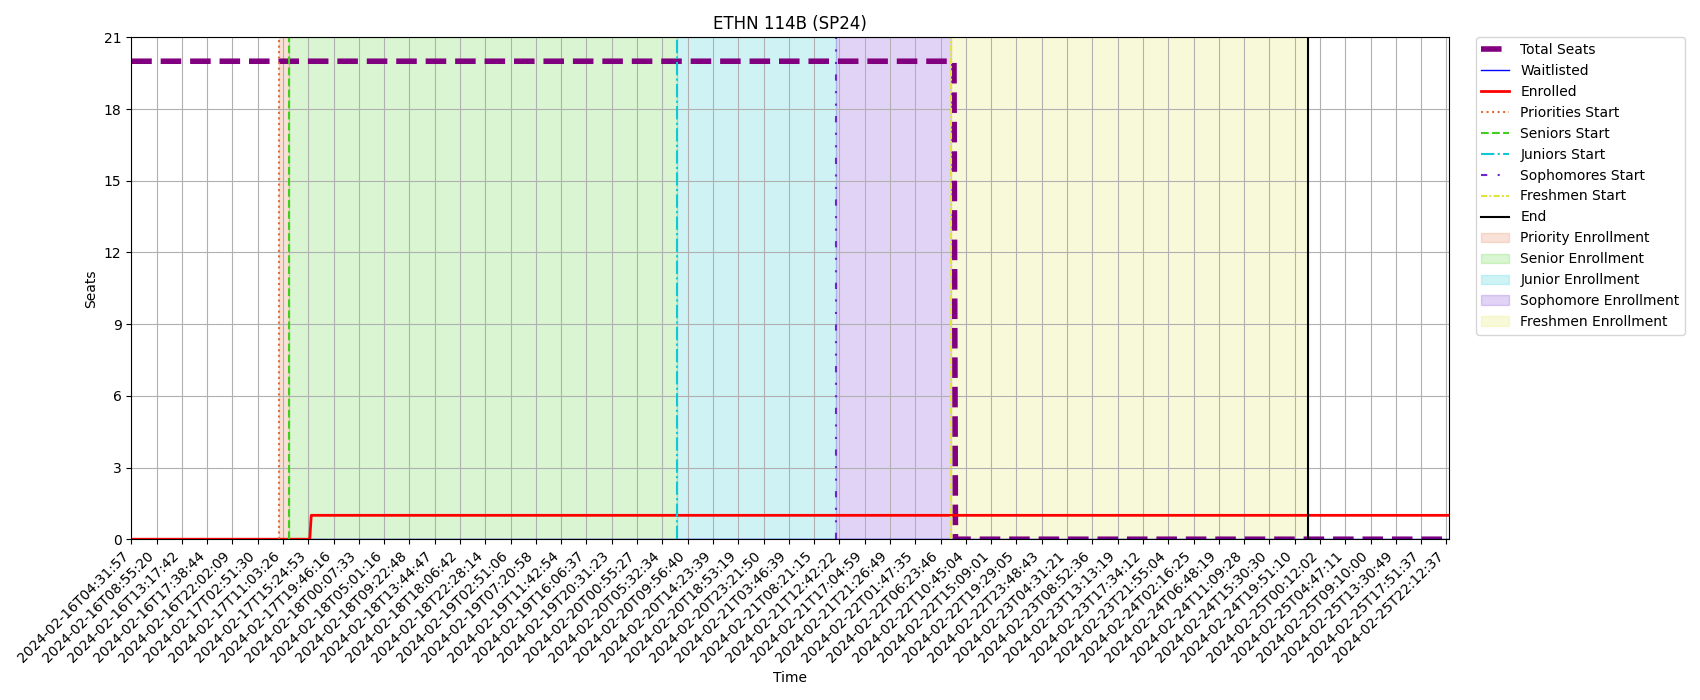 ETHN 114B (SP24)
21
18
15
12
9
6
3
0
Seats
2024-02-16T04:31:57
2024-02-16T08:55:20
2024-02-16T13:17:42
2024-02-16T17:38:44
2024-02-16T22:02:09
2024-02-17T02:51:30
2024-02-17T11:03:26
2024-02-17T15:24:53
2024-02-17T19:46:16
2024-02-18T00:07:33
2024-02-18T05:01:16
2024-02-18T09:22:48
2024-02-18T13:44:47
2024-02-18T18:06:42
2024-02-18T22:28:14
2024-02-19T02:51:06
2024-02-19T07:20:58
2024-02-19T11:42:54
2024-02-19T16:06:37
2024-02-19T20:31:23
2024-02-20T00:55:27
2024-02-20T05:32:34
2024-02-20T09:56:40
2024-02-20T14:23:39
2024-02-20T18:53:19
2024-02-20T23:21:50
2024-02-21T03:46:39
2024-02-21T08:21:15
2024-02-21T12:42:22
2024-02-21T17:04:59
2024-02-21T21:26:49
2024-02-22T01:47:35
2024-02-22T06:23:46
2024-02-22T10:45:04
2024-02-22T15:09:01
2024-02-22T19:29:05
2024-02-22T23:48:43
2024-02-23T04:31:21
2024-02-23T08:52:36
2024-02-23T13:13:19
2024-02-23T17:34:12
2024-02-23T21:55:04
2024-02-24T02:16:25
2024-02-24T06:48:19
2024-02-24T11:09:28
2024-02-24T15:30:30
2024-02-24T19:51:10
2024-02-25T00:12:02
2024-02-25T04:47:11
2024-02-25T09:10:00
2024-02-25T13:30:49
2024-02-25T17:51:37
2024-02-25T22:12:37
Time
Total Seats
Waitlisted
Enrolled
Priorities Start
Seniors Start
Juniors Start
Sophomores Start
Freshmen Start
End
Priority Enrollment
Senior Enrollment
Junior Enrollment
Sophomore Enrollment
Freshmen Enrollment